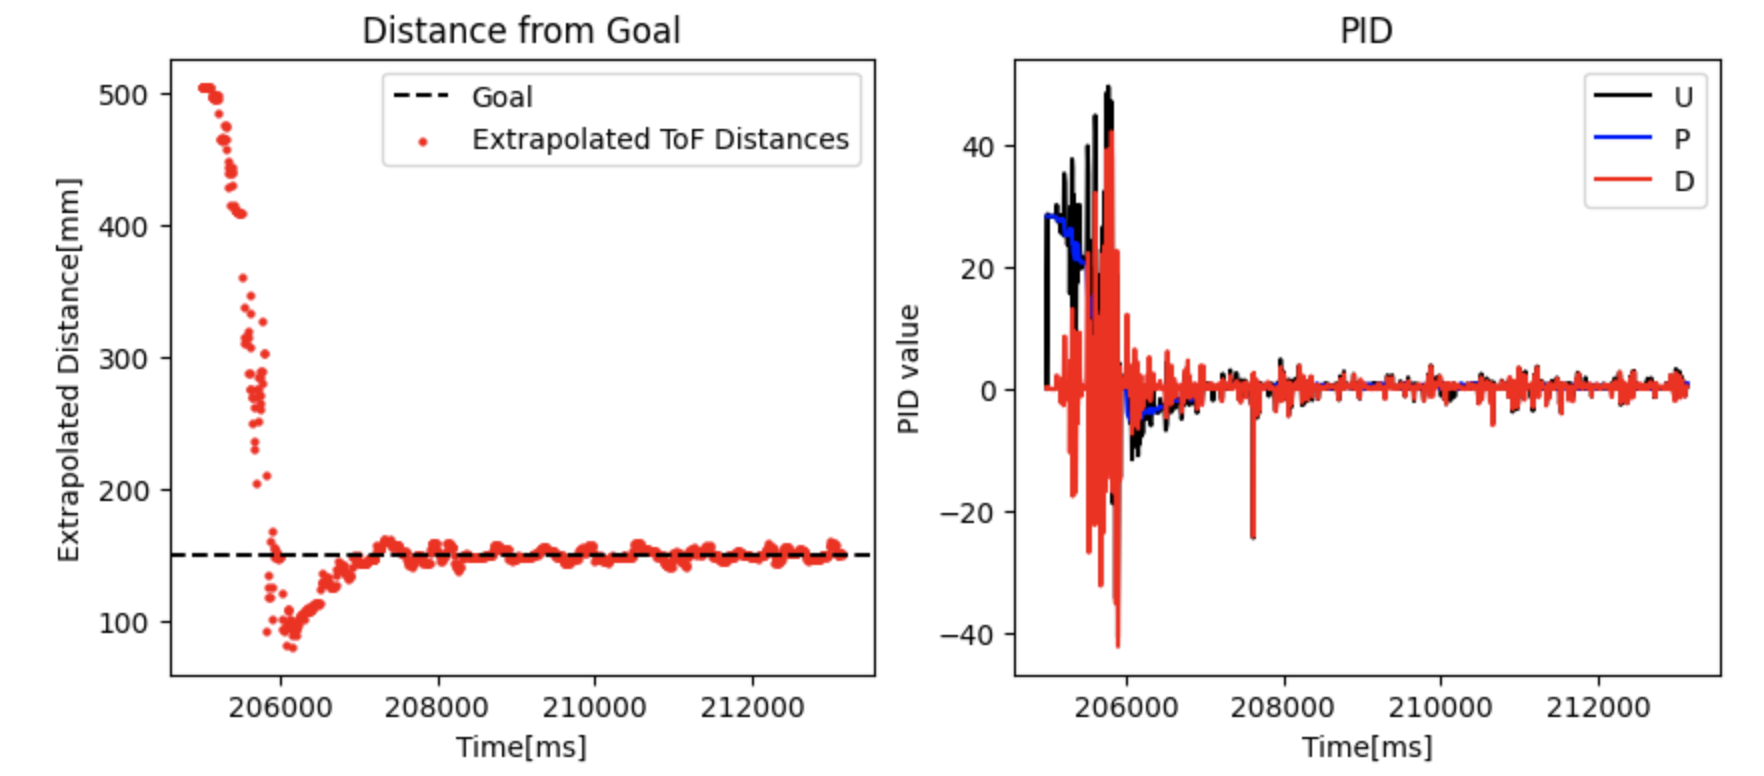 Distance from Goal
Goal
Extrapolated ToF Distances
Extrapolated Distance[mm]
500
400
300
200
100
206000 208000 210000 212000
Time[ms]
PID
U
P
D
PID value
40
20
0
−20
−40
206000 208000 210000 212000
Time[ms]